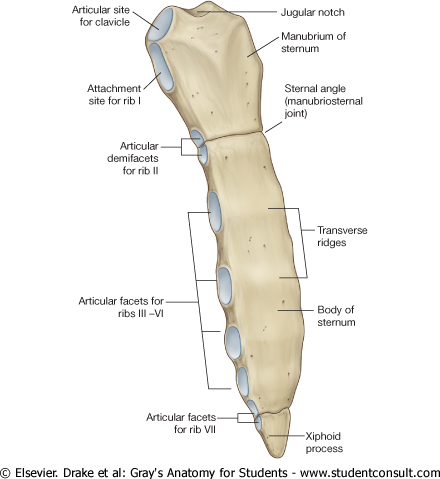 Articular site
for clavicle
Jugular notch
Manubrium of
sternum
Attachment
site for rib I
Sternal angle
(manubriosternal
joint)
Articular
demifacets
for rib II
Transverse
ridges
Articular facets for
ribs III –VI
Body of
sternum
Articular facets
for rib VII
Xiphoid
process
© Elsevier. Drake et al: Gray's Anatomy for Students - www.studentconsult.com